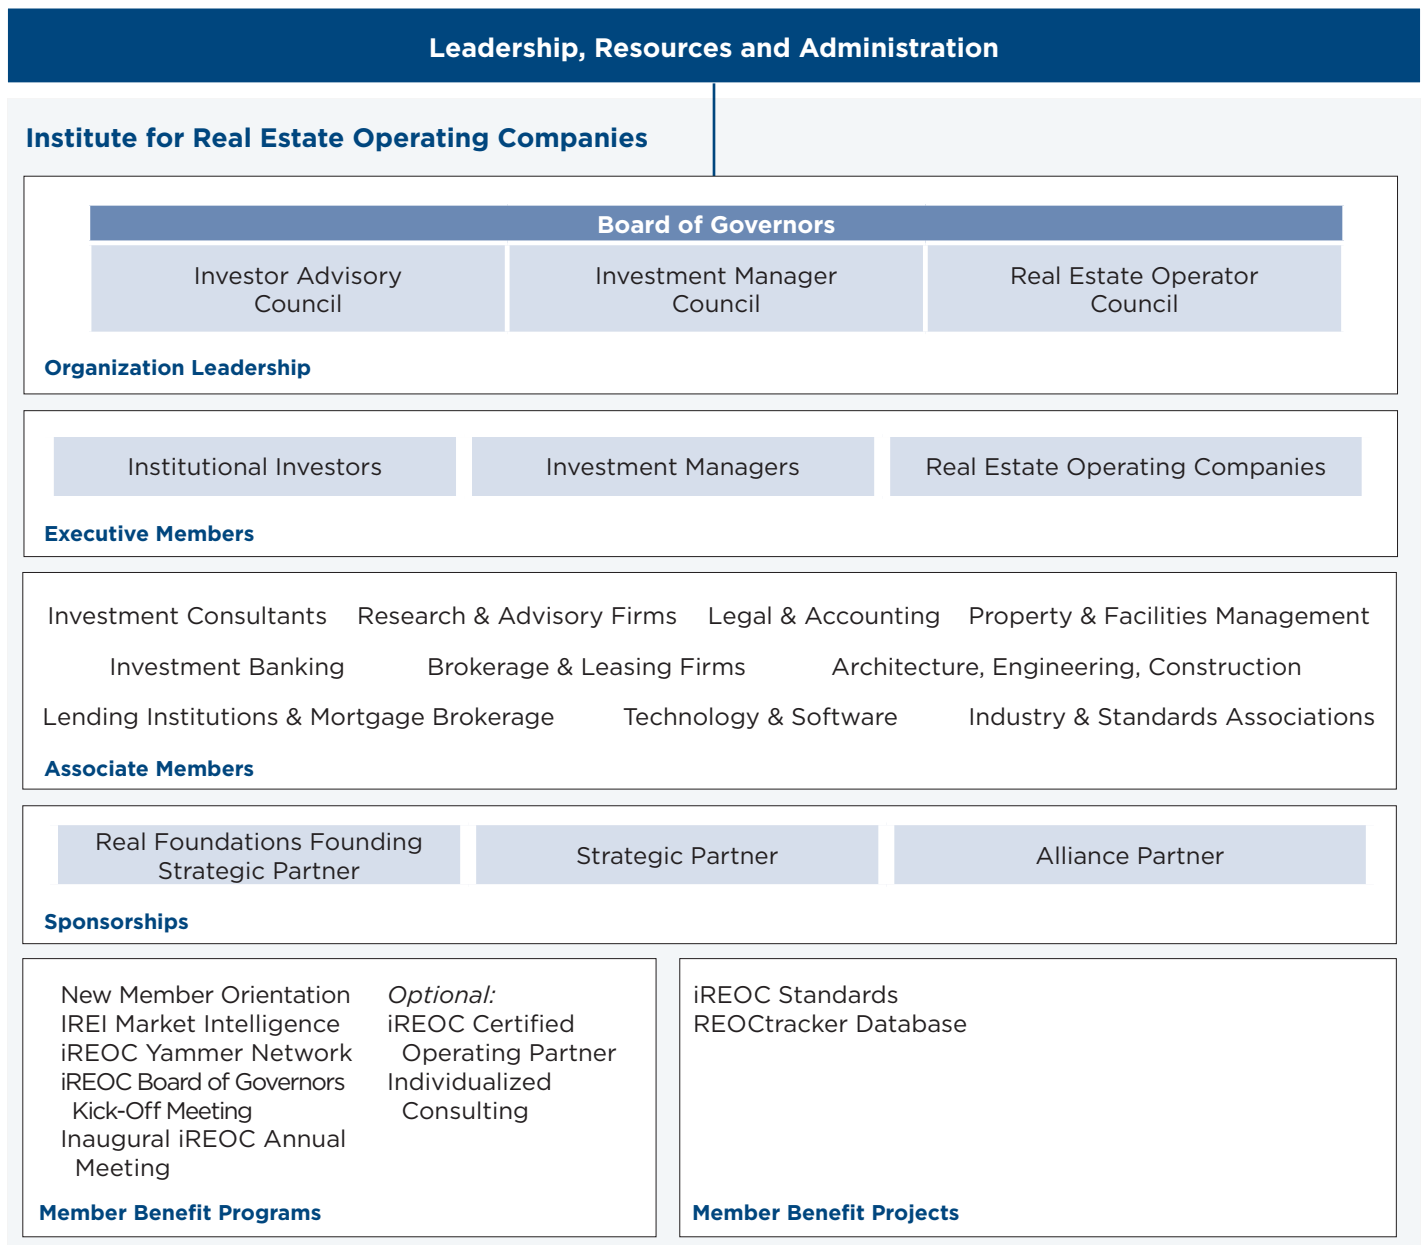 Leadership, Resources and Administration
Institute for Real Estate Operating Companies
Board of Governors
Investor Advisory
Council
Investment Manager
Council
Real Estate Operator
Council
Organization Leadership
Institutional Investors
Investment Managers
Real Estate Operating Companies
Executive Members
Investment Consultants Research & Advisory Firms Legal & Accounting Property & Facilities Management
Investment Banking Brokerage & Leasing Firms Architecture, Engineering, Construction
Lending Institutions & Mortgage Brokerage Technology & Software Industry & Standards Associations
Associate Members
Real Foundations Founding
Strategic Partner
Strategic Partner
Alliance Partner
Sponsorships
New Member Orientation
IREI Market Intelligence
iREOC Yammer Network
iREOC Board of Governors
Kick-Off Meeting
Inaugural iREOC Annual
Meeting
Optional:
iREOC Certified
Operating Partner
Individualized
Consulting
Member Benefit Programs
iREOC Standards
REOCtracker Database
Member Benefit Projects